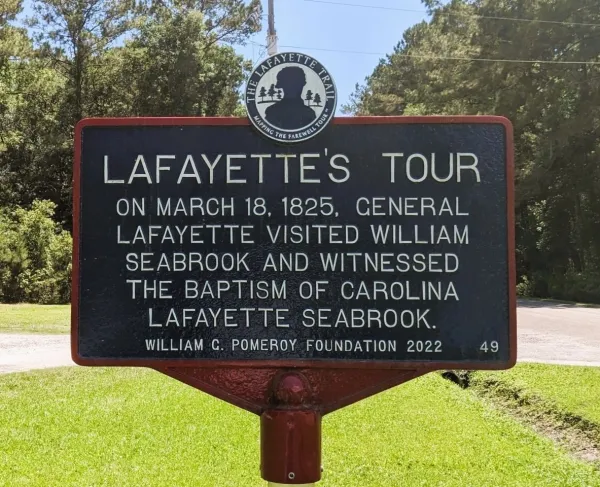 THE LAFAYETTE TRAIL
MAPPING THE FAREWELL TOUR
LAFAYETTE'S TOUR
ON MARCH 18, 1825, GENERAL
LAFAYETTE VISITED WILLIAM
SEABROOK AND WITNESSED
THE BAPTISM OF CAROLINA
LAFAYETTE SEABROOK.
WILLIAM G. POMEROY FOUNDATION 2022 49